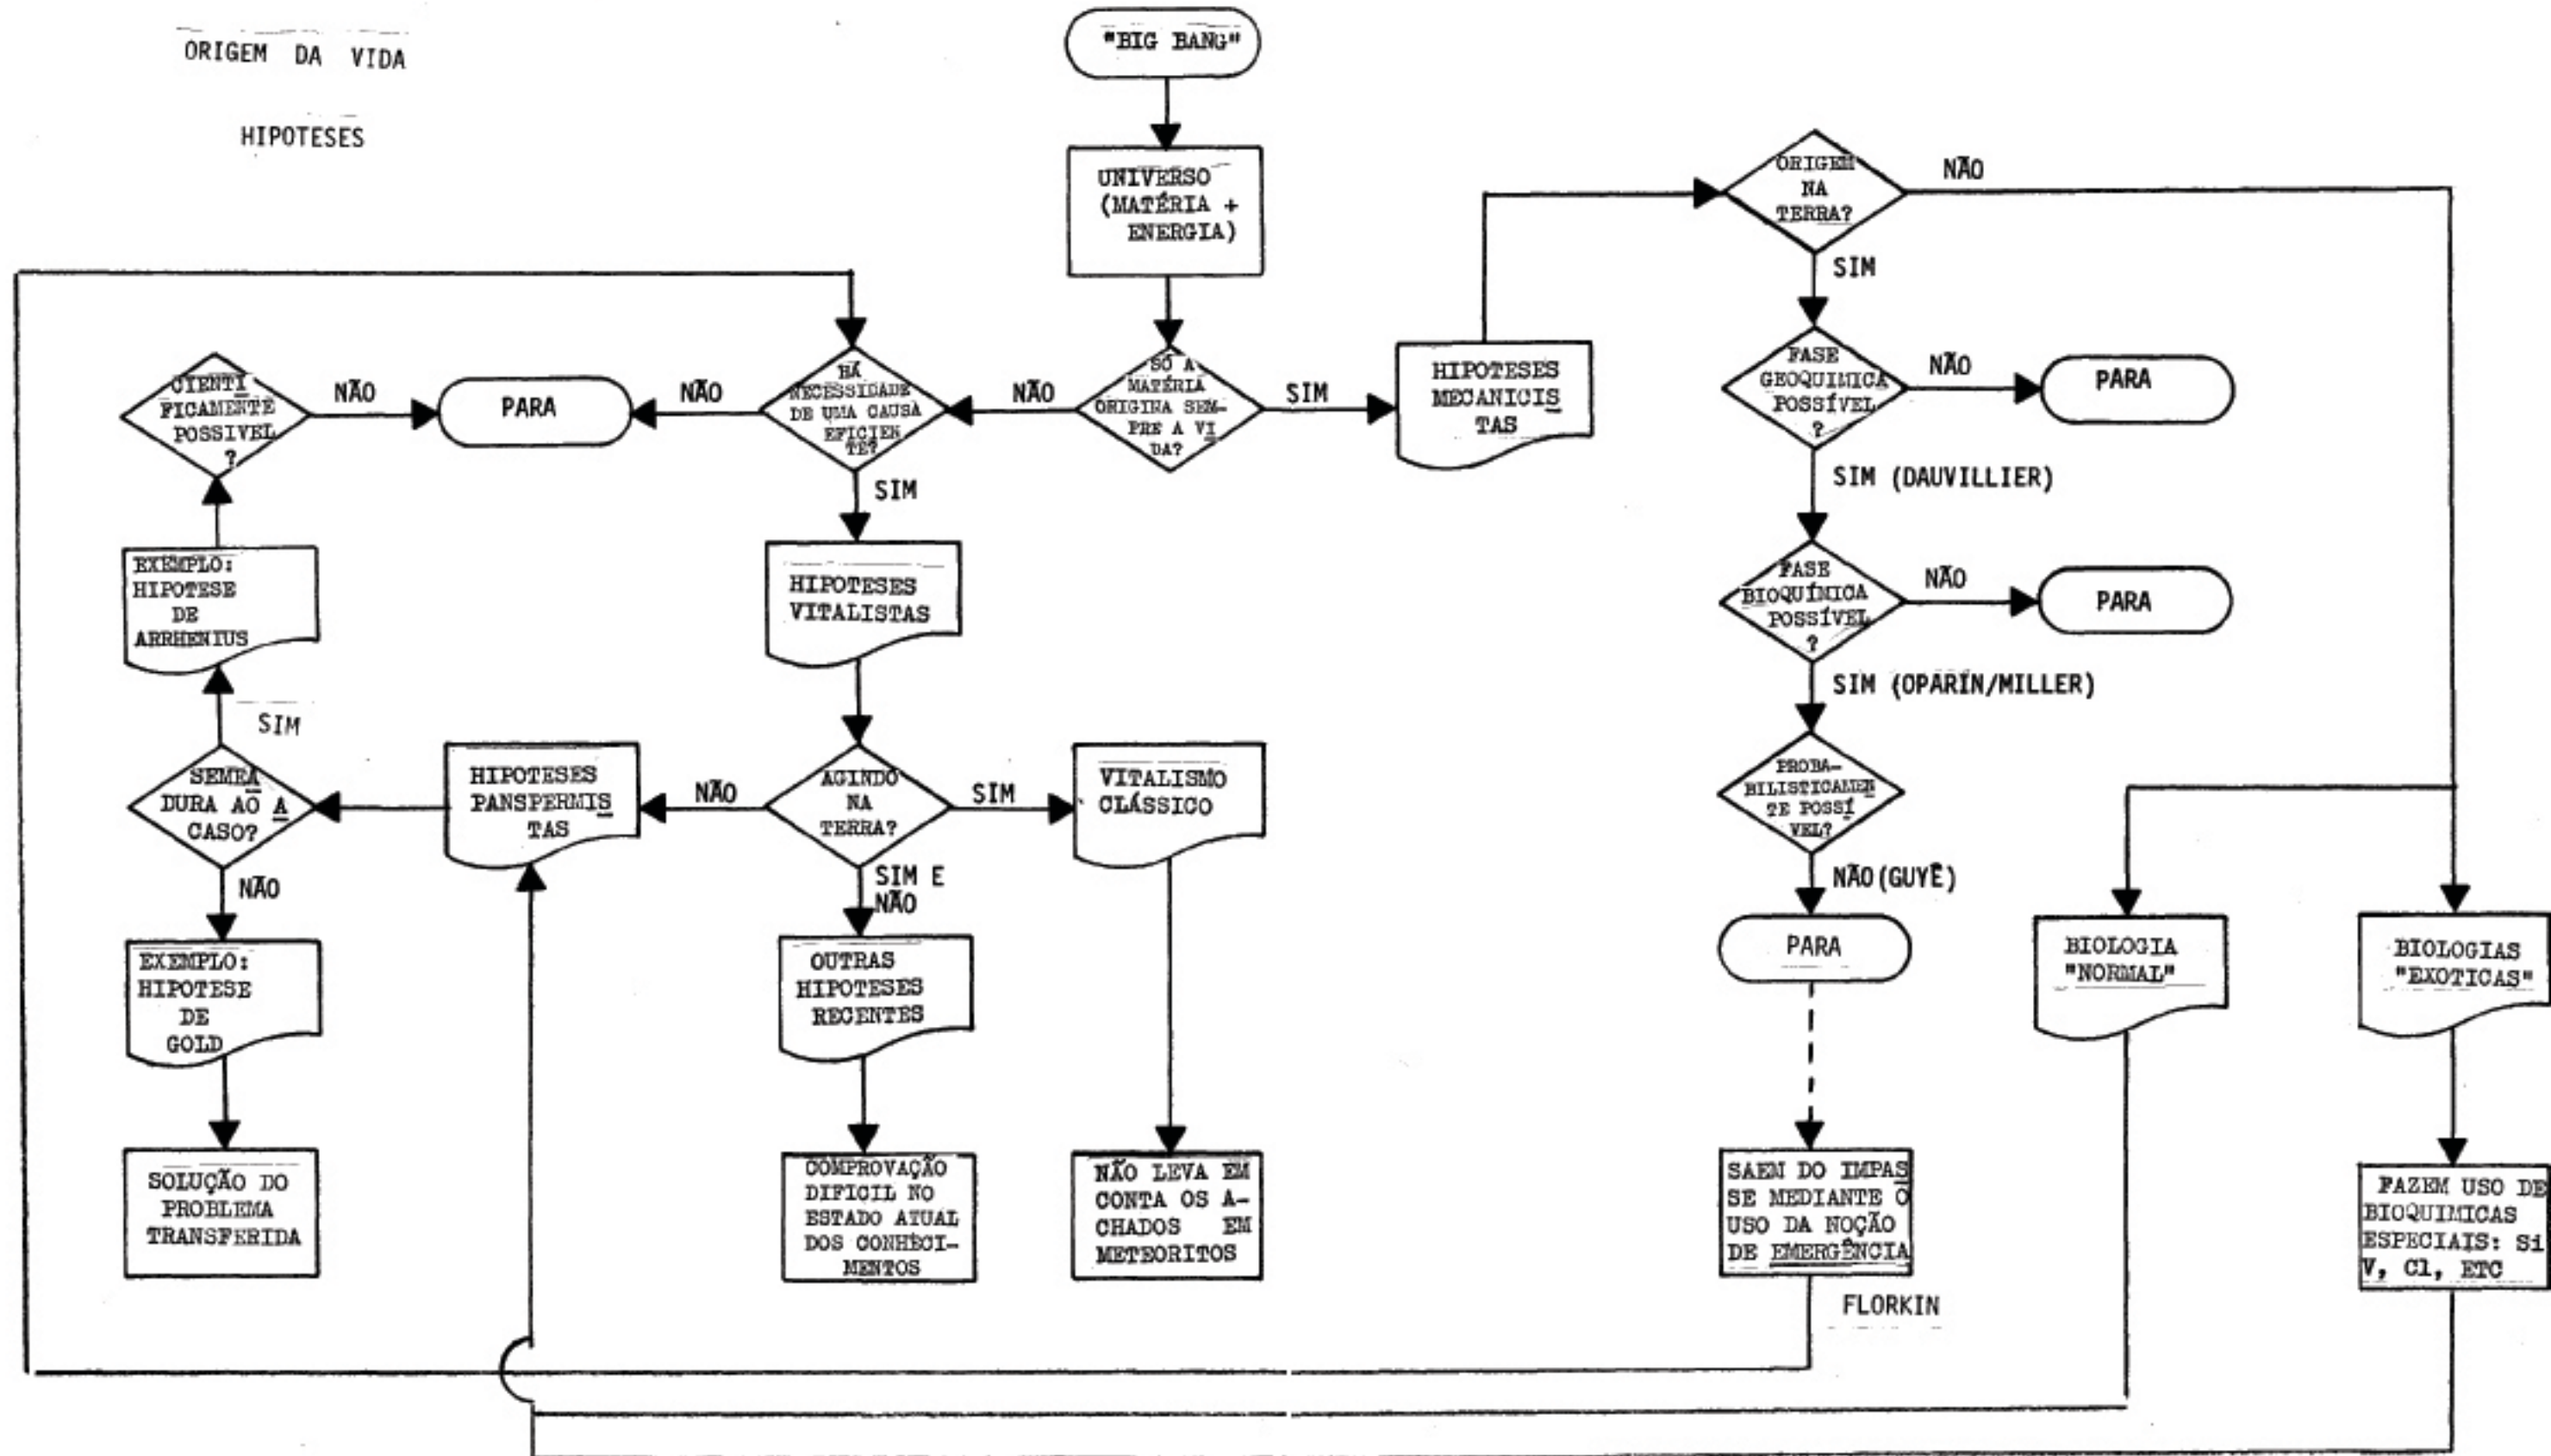 ORIGEM DA VIDA
HIPOTESES
"BIG BANG"
UNIVERSO
(MATÉRIA +
ENERGIA)
SÓ A
MATÉRIA
ORIGINA SEM-
PRE A VI
DA?
NÃO
SIM
HÁ
NECESSIDADE
DE UMA CAUSA
EFICIEN
TE?
NÃO
SIM
PARA
NÃO
CIENTI
FICAMENTE
POSSIVEL
?
EXEMPLO:
HIPOTESE
DE
ARRHENIUS
SIM
SEMEA
DURA AO A
CASO?
NÃO
EXEMPLO:
HIPOTESE
DE
GOLD
SOLUÇÃO DO
PROBLEMA
TRANSFERIDA
HIPOTESES
VITALISTAS
AGINDO
NA
TERRA?
NÃO
HIPOTESES
PANSPERMIS
TAS
SIM
VITALISMO
CLÁSSICO
SIM E
NÃO
OUTRAS
HIPOTESES
RECENTES
COMPROVAÇÃO
DIFICIL NO
ESTADO ATUAL
DOS CONHECI-
MENTOS
NÃO LEVA EM
CONTA OS A-
CHADOS EM
METEORITOS
HIPOTESES
MECANICIS
TAS
ORIGEM
NA
TERRA?
NÃO
SIM
FASE
GEOQUIMICA
POSSÍVEL
?
NÃO
PARA
SIM (DAUVILLIER)
FASE
BIOQUÍMICA
POSSÍVEL
?
NÃO
PARA
SIM (OPARIN/MILLER)
PROBA-
BILISTICAMEN
TE POSSÍ
VEL?
NÃO(GUYÊ)
PARA
SAEM DO IMPAS
SE MEDIANTE O
USO DA NOÇÃO
DE EMERGÊNCIA
FLORKIN
BIOLOGIA
"NORMAL"
BIOLOGIAS
"EXOTICAS"
FAZEM USO DE
BIOQUIMICAS
ESPECIAIS: Si
V, Cl, ETC